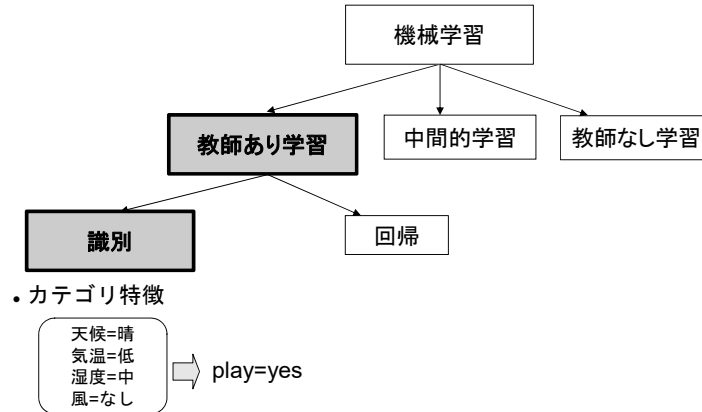 機械学習
教師あり学習
中間的学習
教師なし学習
識別
回帰
• カテゴリ特徴
天候=晴
気温=低
湿度=中
風=なし
play=yes